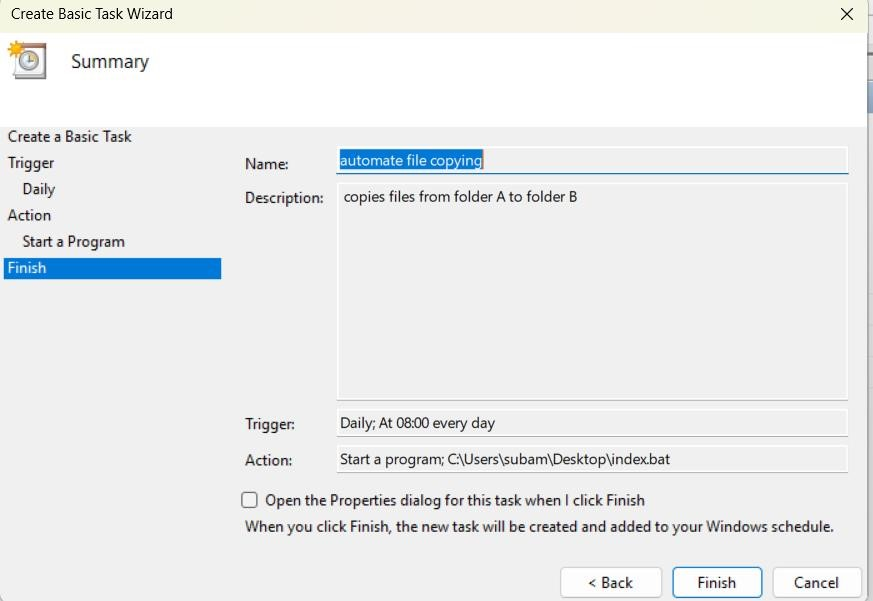 Create Basic Task Wizard
Summary
Create a Basic Task
Trigger
Daily
Action
Start a Program
Finish
Name: automate file copying
Description: copies files from folder A to folder B
Trigger: Daily; At 08:00 every day
Action: Start a program; C:\Users\subam\Desktop\index.bat
Open the Properties dialog for this task when I click Finish
When you click Finish, the new task will be created and added to your Windows schedule.
< Back Finish Cancel